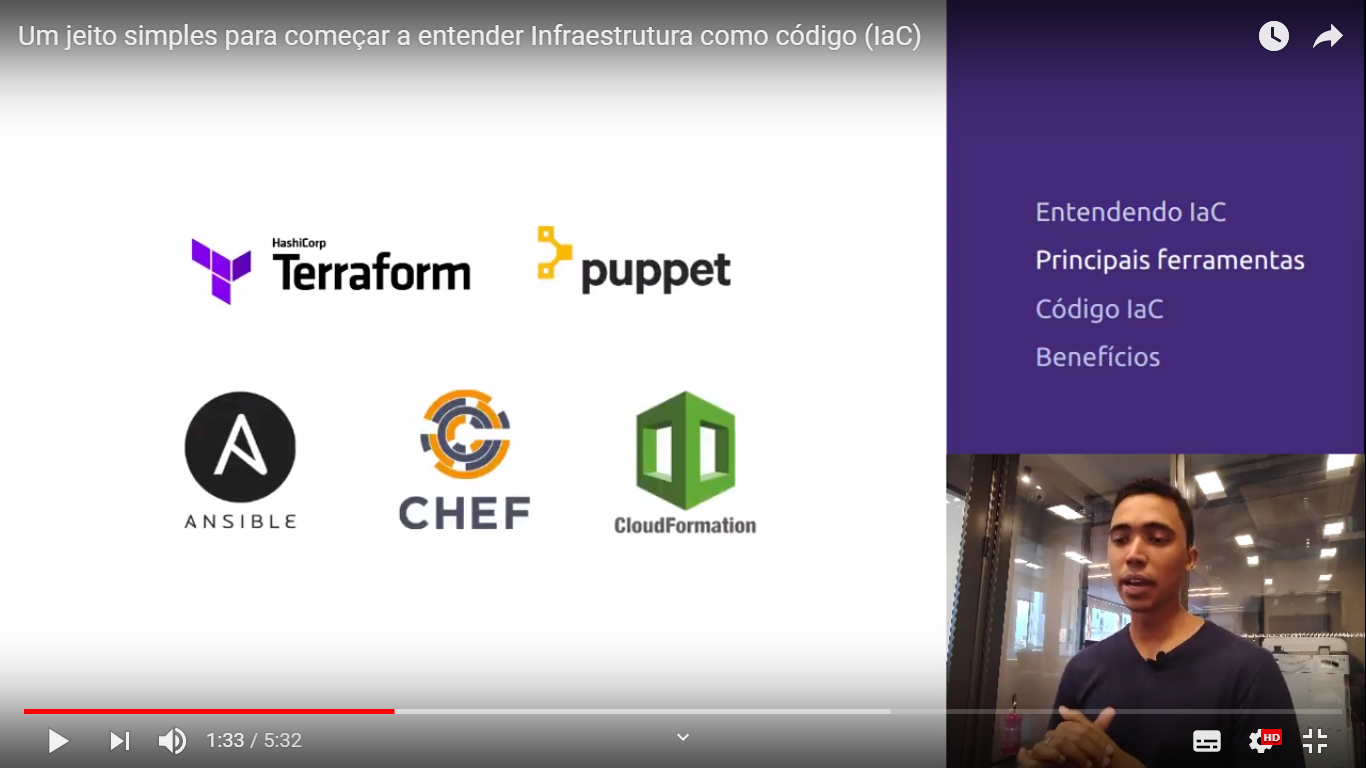 Um jeito simples para começar a entender Infraestrutura como código (IaC)
HashiCorp
Terraform
puppet
ANSIBLE
CHEF
CloudFormation
Entendendo IaC
Principais ferramentas
Código IaC
Benefícios
1:33 / 5:32
HD